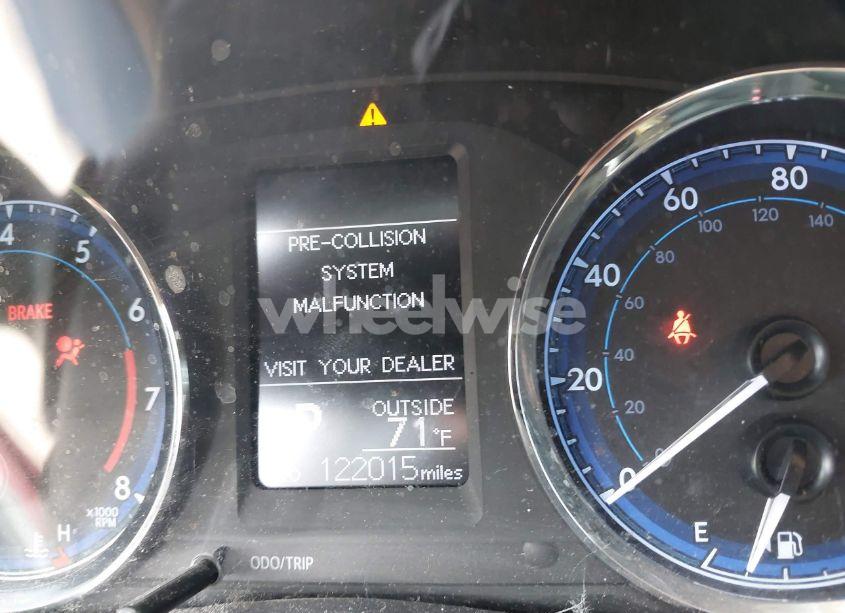 PRE-COLLISION
SYSTEM
MALFUNCTION
wheelwise
VISIT YOUR DEALER
OUTSIDE
71°F
122015 miles
ODO/TRIP
4
5
6
7
8
BRAKE
x1000
RPM
H
0
20
40
60
80
0
20
40
60
80
100
120
140
E